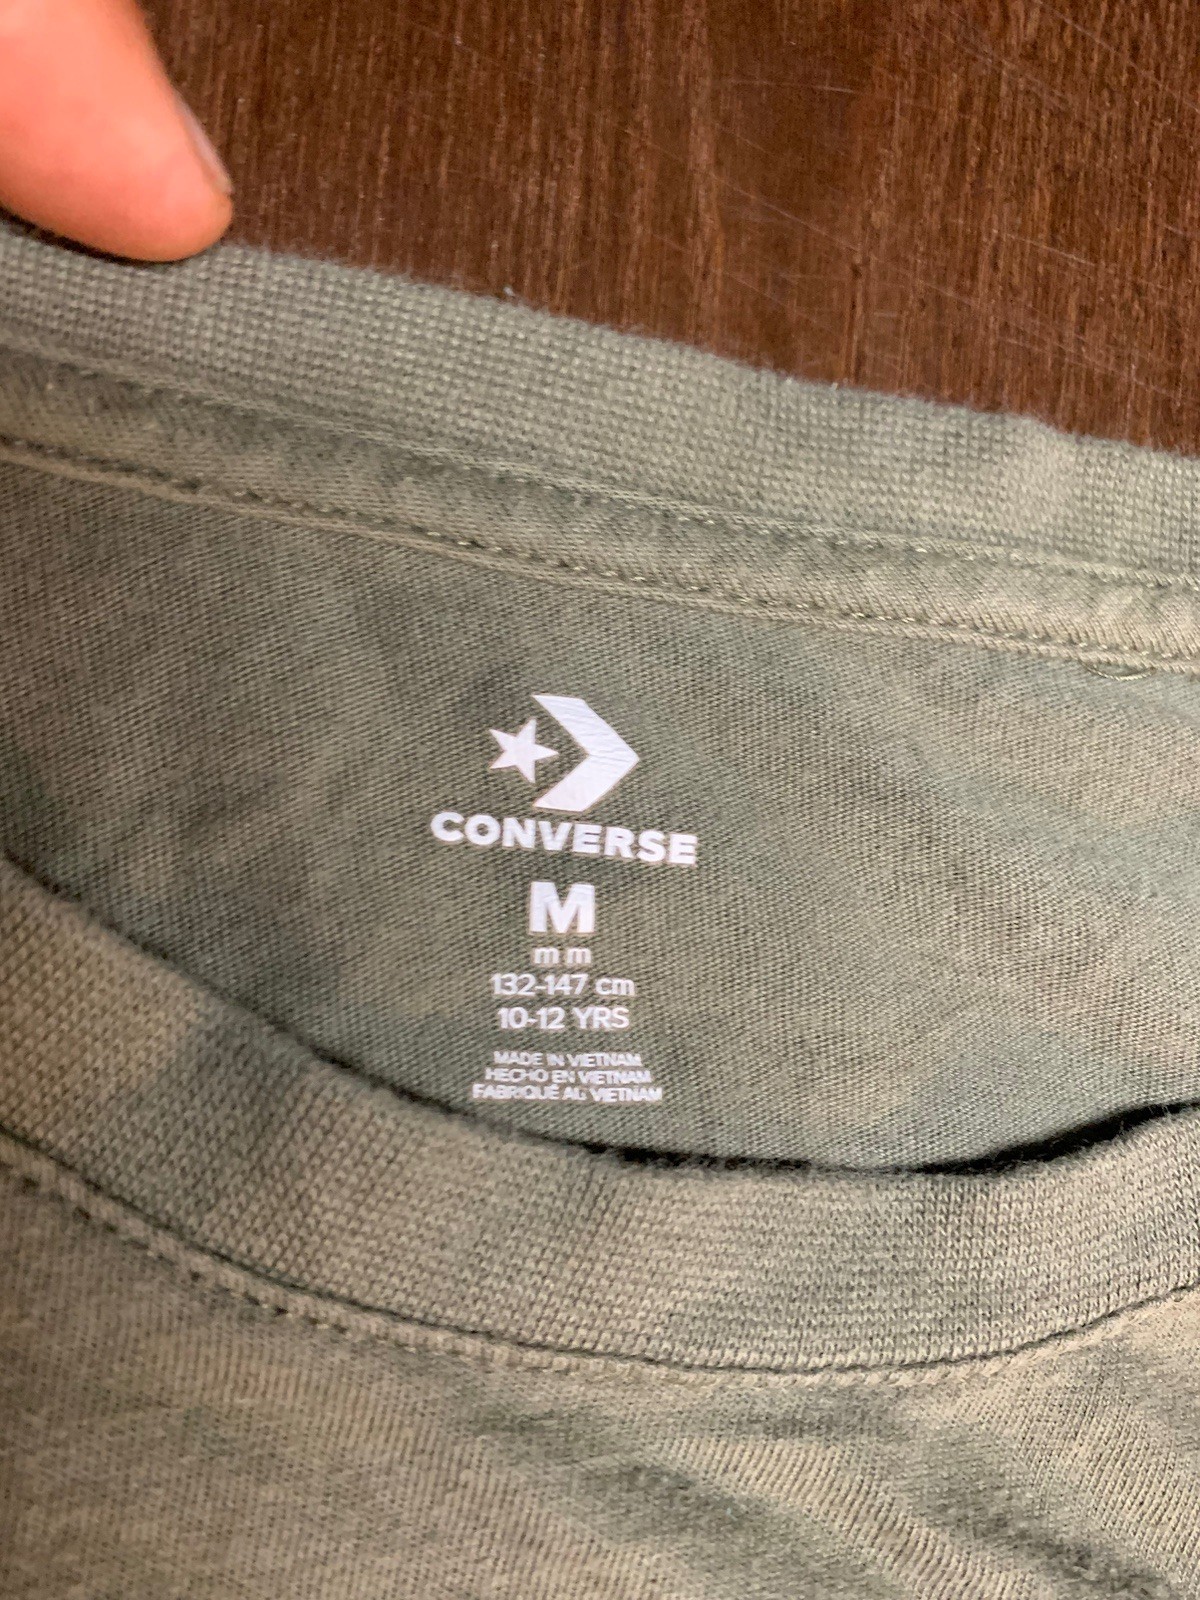 CONVERSE
M
m m
132-147 cm
10-12 YRS
MADE IN VIETNAM
HECHO EN VIETNAM
FABRIQUÉ AU VIETNAM